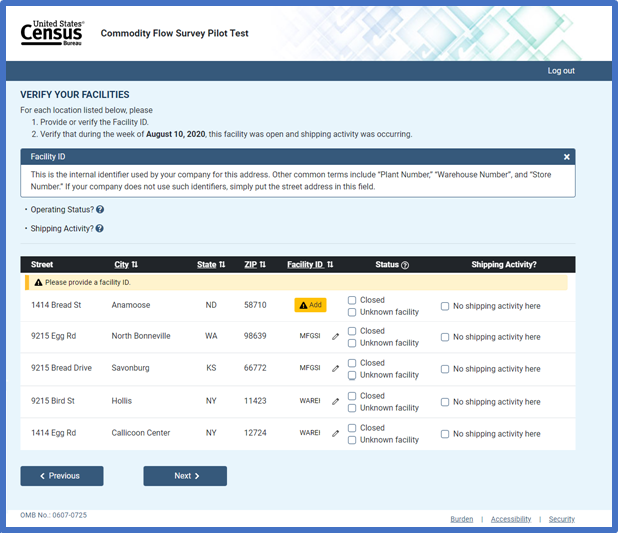 United States®
Census
Bureau
Commodity Flow Survey Pilot Test
Log out
VERIFY YOUR FACILITIES
For each location listed below, please
1. Provide or verify the Facility ID.
2. Verify that during the week of August 10, 2020, this facility was open and shipping activity was occurring.
Facility ID
This is the internal identifier used by your company for this address. Other common terms include "Plant Number," "Warehouse Number", and "Store
Number." If your company does not use such identifiers, simply put the street address in this field.
• Operating Status?
• Shipping Activity?
Street City State ZIP Facility ID Status Shipping Activity?
Please provide a facility ID.
1414 Bread St Anamoose ND 58710 Add Closed Unknown facility No shipping activity here
9215 Egg Rd North Bonneville WA 98639 MFGSI Closed Unknown facility No shipping activity here
9215 Bread Drive Savonburg KS 66772 MFGSI Closed Unknown facility No shipping activity here
9215 Bird St Hollis NY 11423 WAREI Closed Unknown facility No shipping activity here
1414 Egg Rd Callicoon Center NY 12724 WAREI Closed Unknown facility No shipping activity here
Previous Next
OMB No.: 0607-0725
Burden | Accessibility | Security